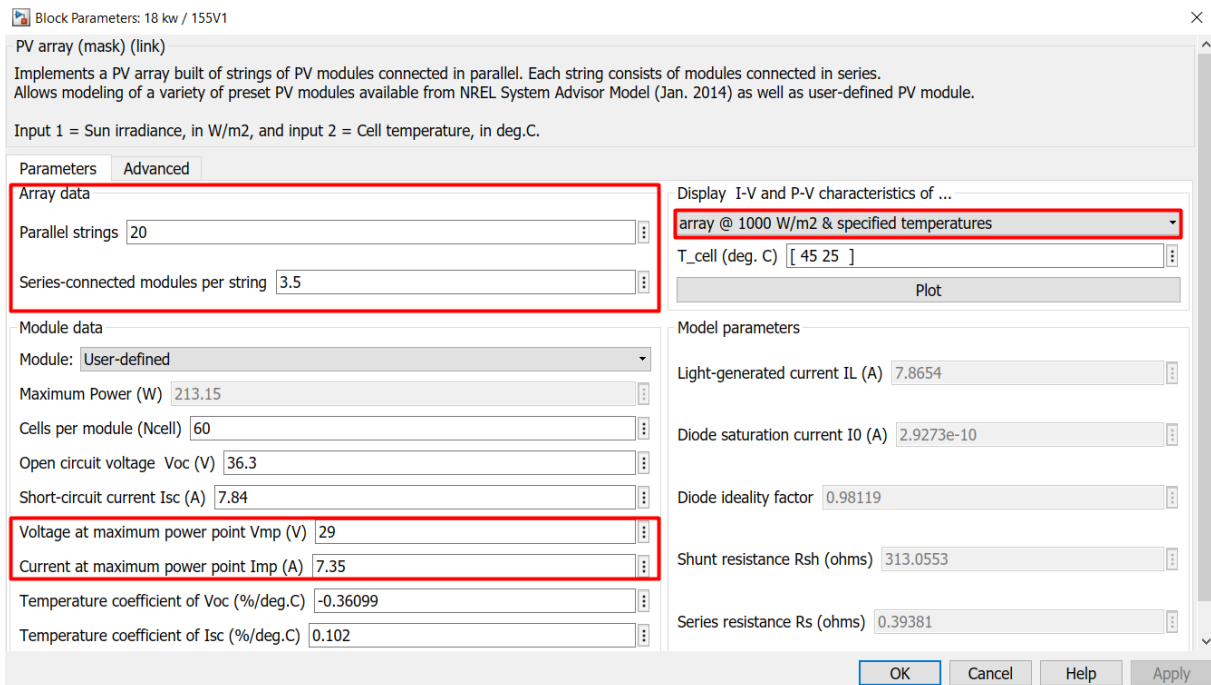 Block Parameters: 18 kw / 155V1
PV array (mask) (link)
Implements a PV array built of strings of PV modules connected in parallel. Each string consists of modules connected in series.
Allows modeling of a variety of preset PV modules available from NREL System Advisor Model (Jan. 2014) as well as user-defined PV module.
Input 1 = Sun irradiance, in W/m2, and input 2 = Cell temperature, in deg.C.
Parameters Advanced
Array data
Parallel strings 20
Series-connected modules per string 3.5
Display I-V and P-V characteristics of ...
array @ 1000 W/m2 & specified temperatures
T_cell (deg. C) [ 45 25 ]
Plot
Module data
Module: User-defined
Maximum Power (W) 213.15
Cells per module (Ncell) 60
Open circuit voltage Voc (V) 36.3
Short-circuit current Isc (A) 7.84
Voltage at maximum power point Vmp (V) 29
Current at maximum power point Imp (A) 7.35
Temperature coefficient of Voc (%/deg.C) -0.36099
Temperature coefficient of Isc (%/deg.C) 0.102
Model parameters
Light-generated current IL (A) 7.8654
Diode saturation current I0 (A) 2.9273e-10
Diode ideality factor 0.98119
Shunt resistance Rsh (ohms) 313.0553
Series resistance Rs (ohms) 0.39381
OK Cancel Help Apply